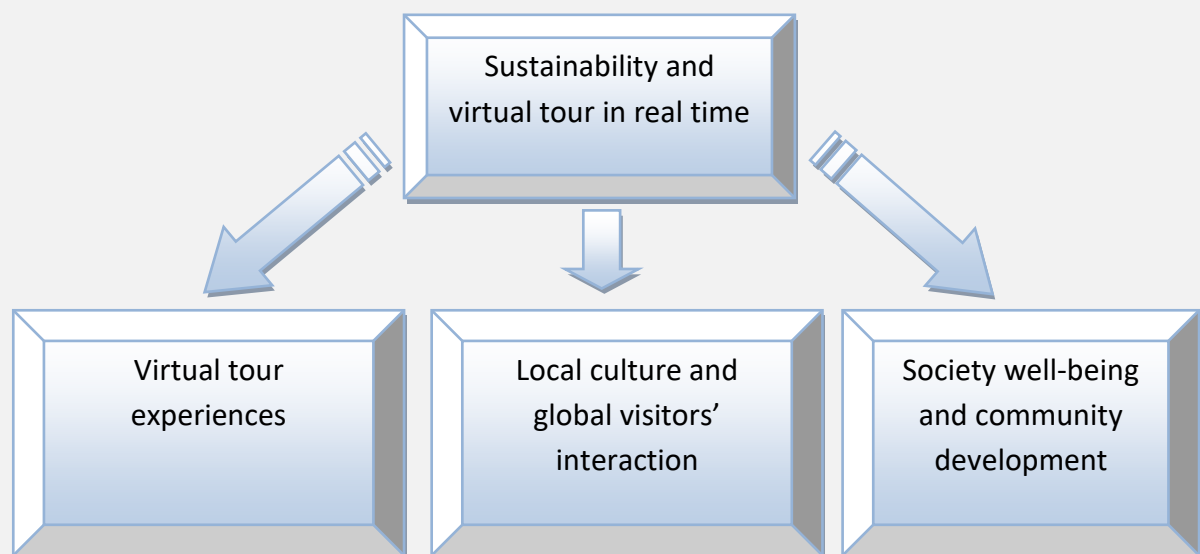 Sustainability and
virtual tour in real time
Virtual tour
experiences
Local culture and
global visitors’
interaction
Society well-being
and community
development